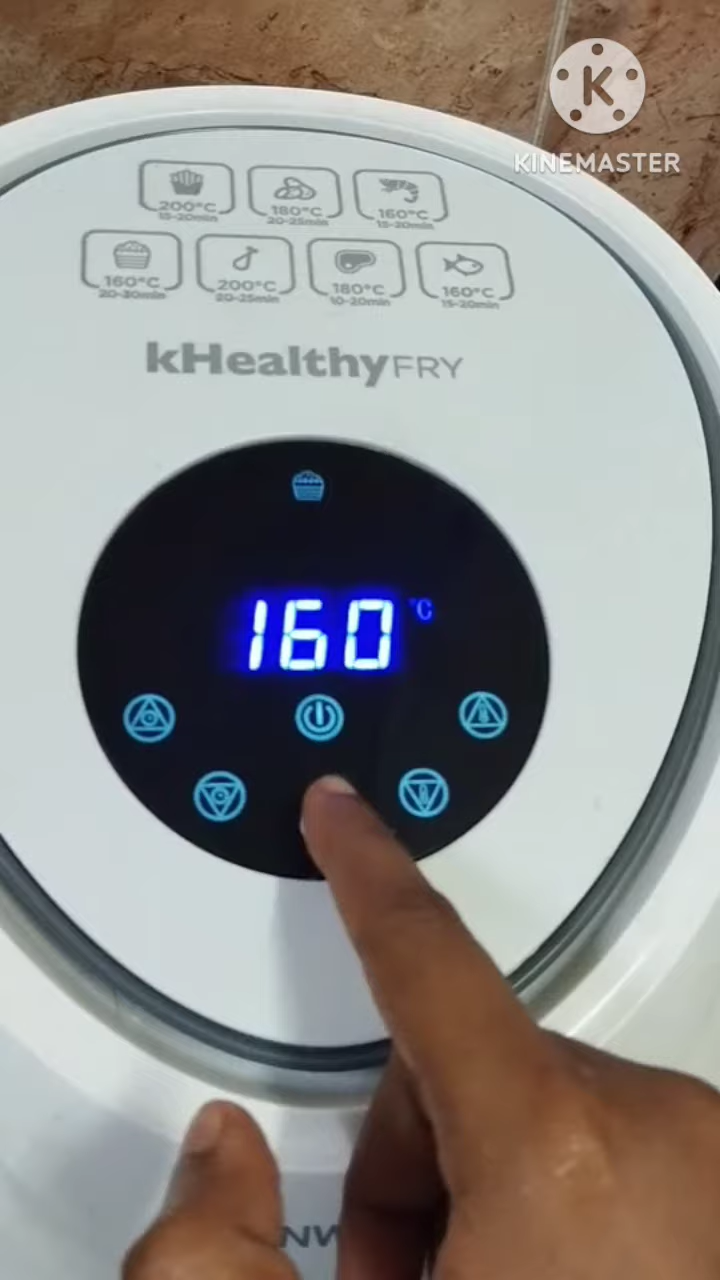 K
KINEMASTER
200°C 180°C 160°C
15-20min 20-25min 15-20min
160°C 200°C 180°C 160°C
20-30min 20-25min 10-20min 15-20min
kHealthyFRY
160 °C
NW